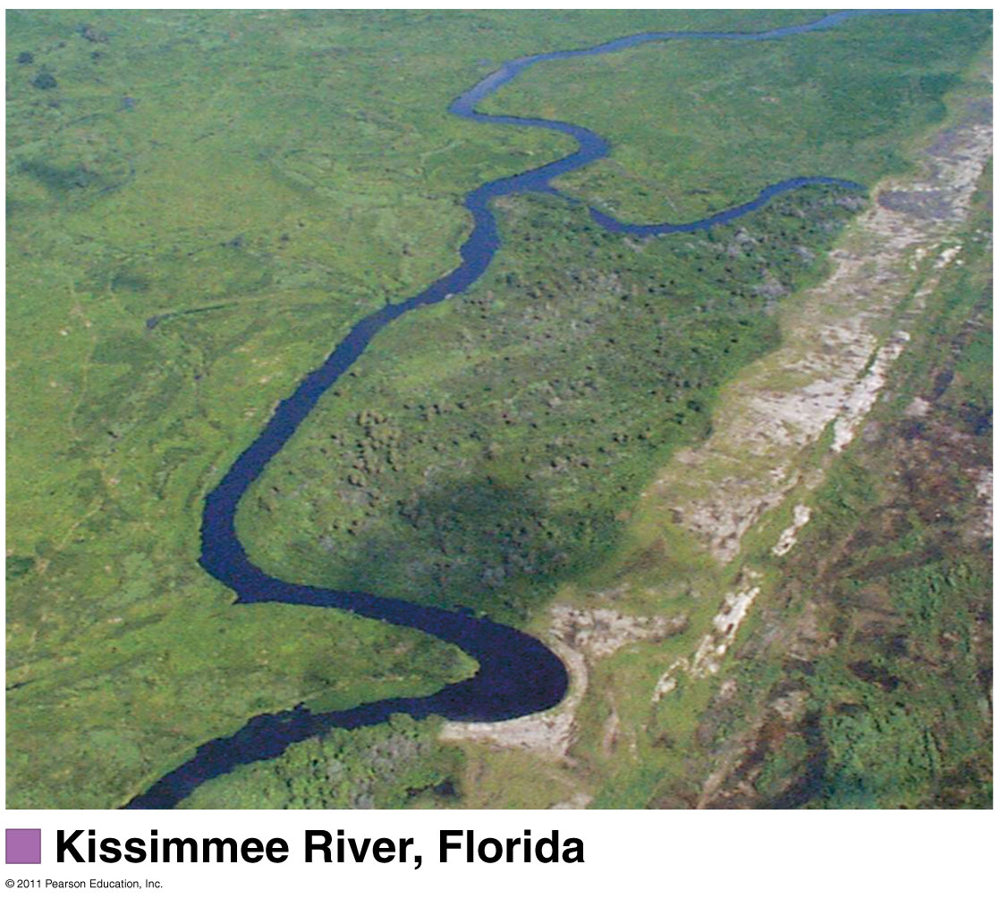 Kissimmee River, Florida
© 2011 Pearson Education, Inc.